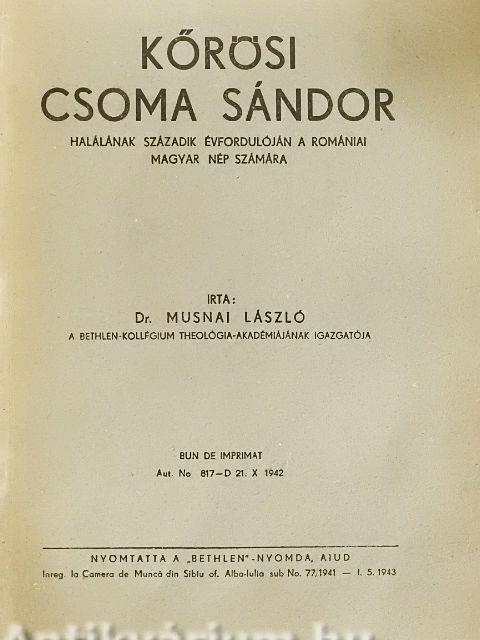 KŐRÖSI
CSOMA SÁNDOR
HALÁLÁNAK SZÁZADIK ÉVFORDULÓJÁN A ROMÁNIAI
MAGYAR NÉP SZÁMÁRA
IRTA:
Dr. MUSNAI LÁSZLÓ
A BETHLEN-KOLLÉGIUM THEOLÓGIA-AKADÉMIÁJÁNAK IGAZGATÓJA
BUN DE IMPRIMAT
Aut. No 817—D 21. X 1942
NYOMTATTA A „BETHLEN"-NYOMDA, AIUD
Inreg. la Camera de Muncă din Sibiu of. Alba-Iulia sub No. 77/1941 — I. 5. 1943
Antikvárium.hu